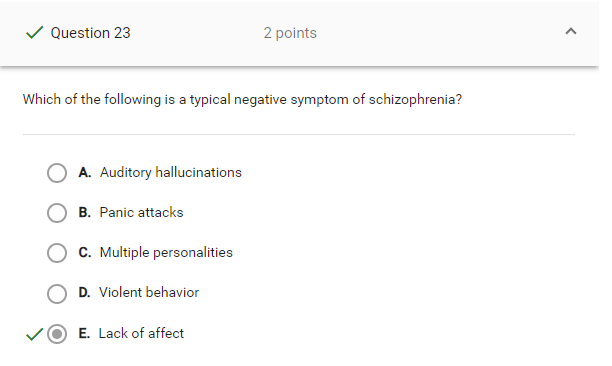 Question 23 2 points
Which of the following is a typical negative symptom of schizophrenia?
A. Auditory hallucinations
B. Panic attacks
C. Multiple personalities
D. Violent behavior
E. Lack of affect